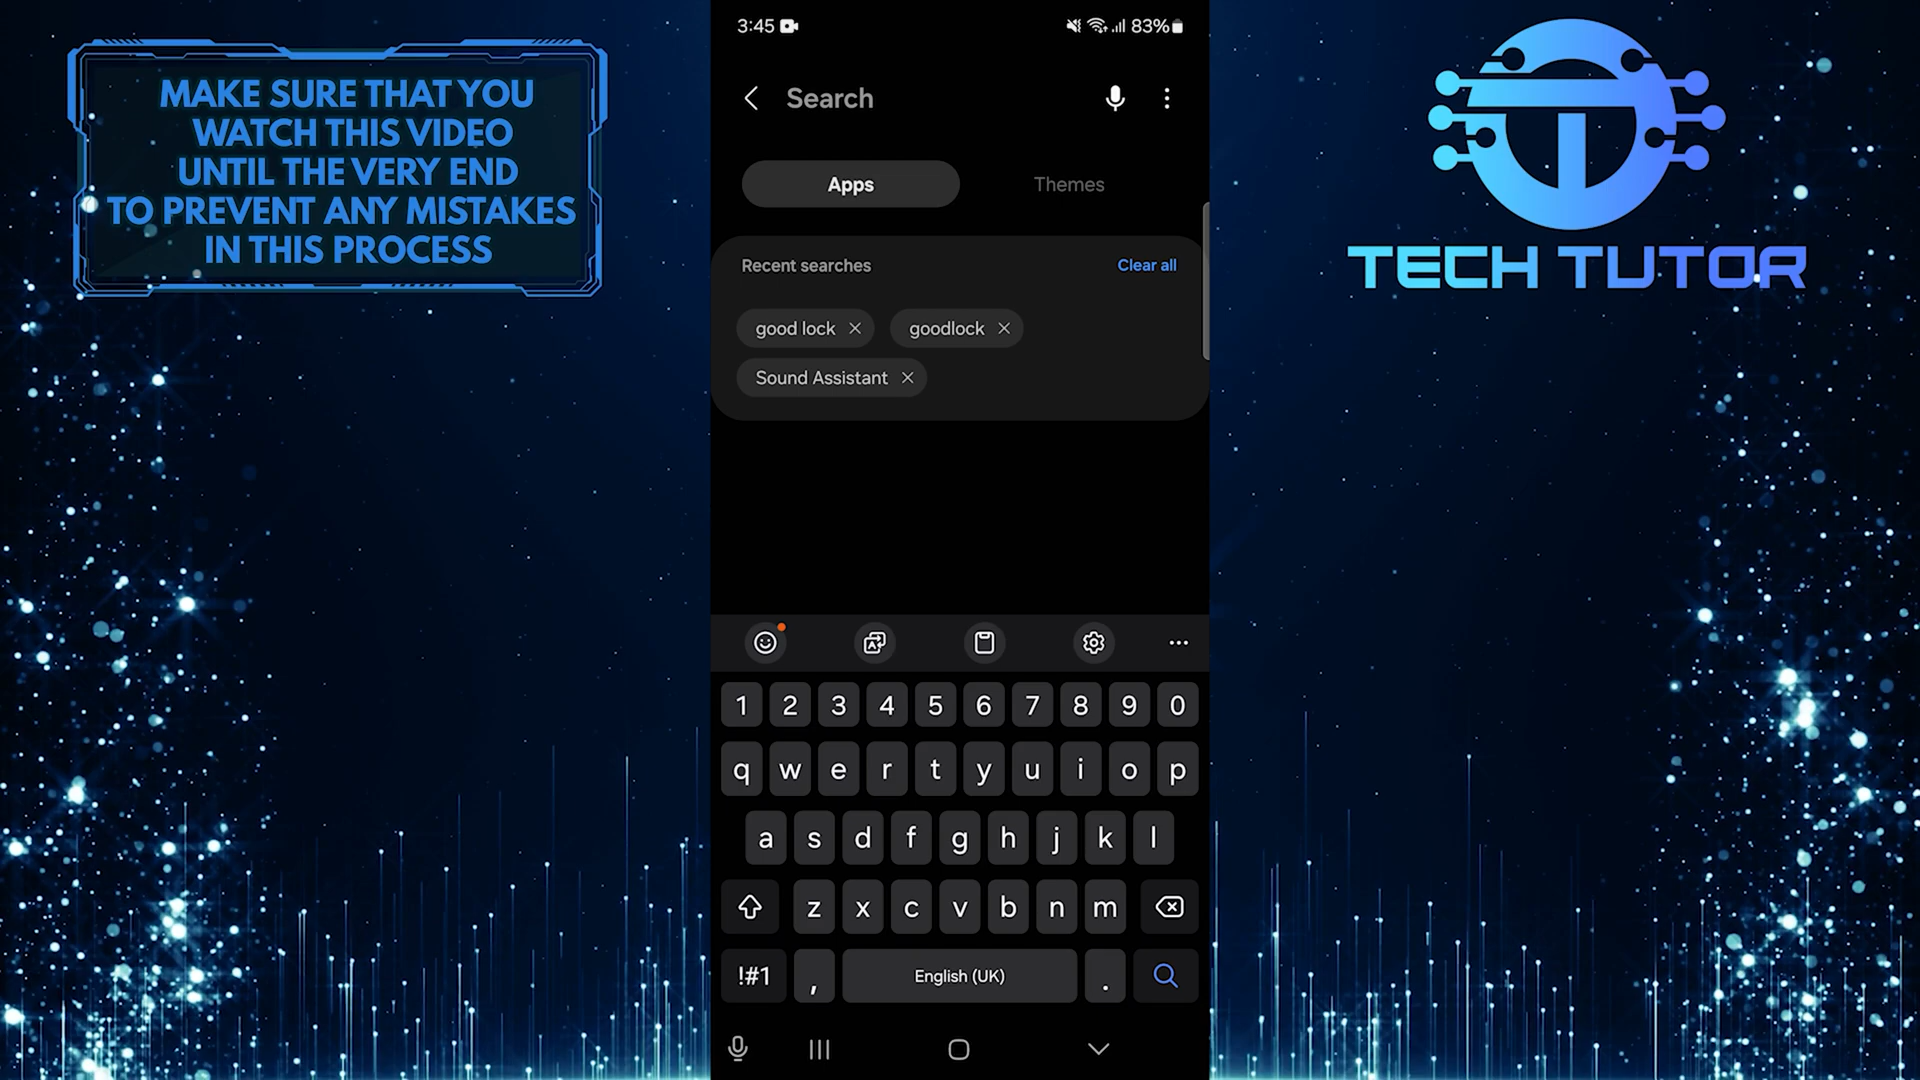 MAKE SURE THAT YOU
WATCH THIS VIDEO
UNTIL THE VERY END
TO PREVENT ANY MISTAKES
IN THIS PROCESS
3:45
83%
Search
Apps
Themes
Recent searches
Clear all
good lock
goodlock
Sound Assistant
1 2 3 4 5 6 7 8 9 0
q w e r t y u i o p
a s d f g h j k l
z x c v b n m
!#1 , English (UK) .
TECH TUTOR